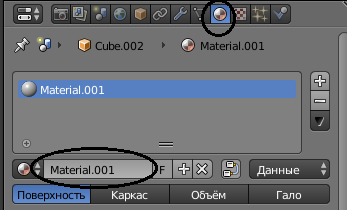 Cube.002 Material.001
Material.001
Material.001 F Данные
Поверхность Каркас Объём Гало